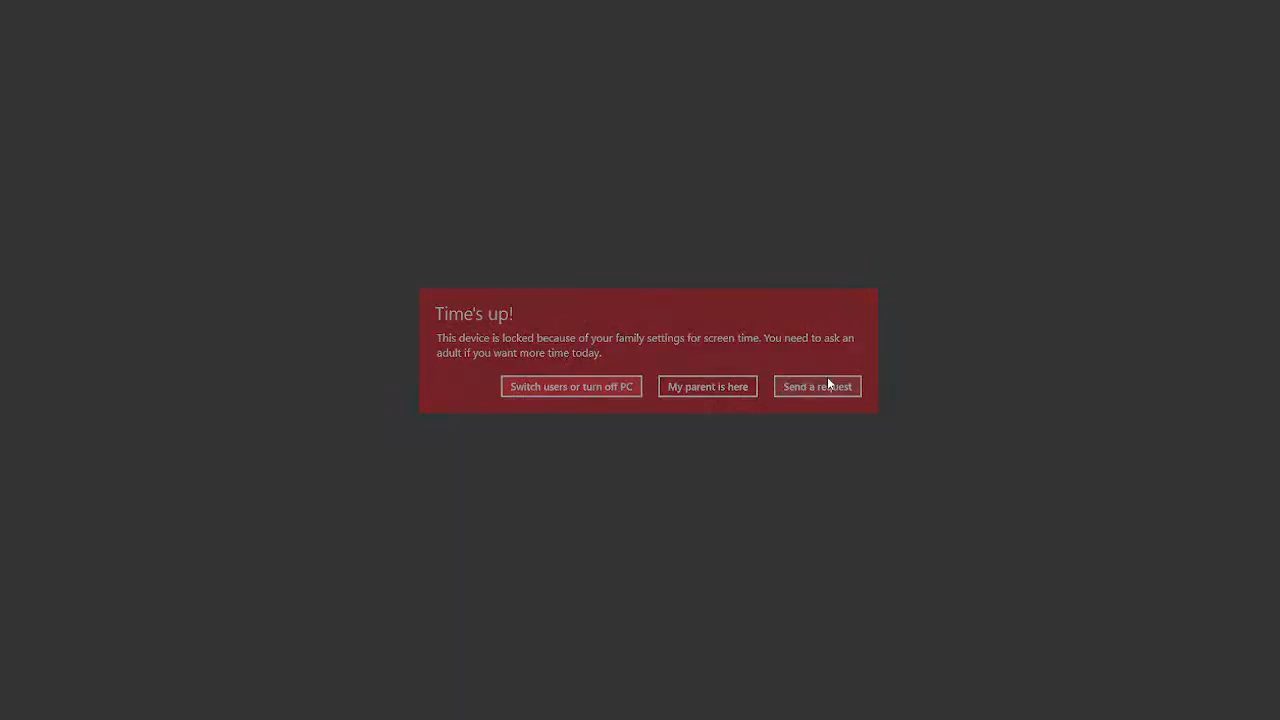 Time's up!
This device is locked because of your family settings for screen time. You need to ask an
adult if you want more time today.
Switch users or turn off PC
My parent is here
Send a request